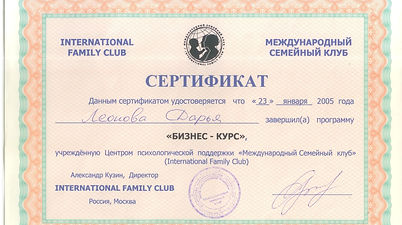 INTERNATIONAL FAMILY CLUB
МЕЖДУНАРОДНЫЙ СЕМЕЙНЫЙ КЛУБ
СЕРТИФИКАТ
Данным сертификатом удостоверяется что «23» января 2005 года
Леонова Дарья завершил(а) программу
«БИЗНЕС - КУРС»,
учреждённую Центром психологической поддержки «Международный Семейный клуб»
(International Family Club)
Александр Кузин, Директор
INTERNATIONAL FAMILY CLUB
Россия, Москва